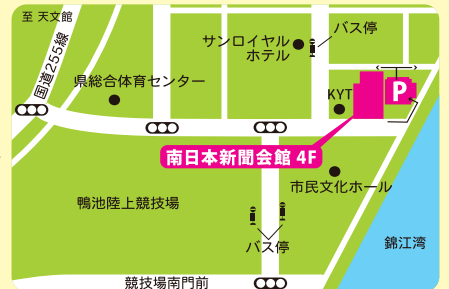 至 天文館
国道255線
バス停
サンロイヤル
ホテル
県総合体育センター
KYT
P
南日本新聞会館 4F
市民文化ホール
鴨池陸上競技場
バス停
錦江湾
競技場南門前